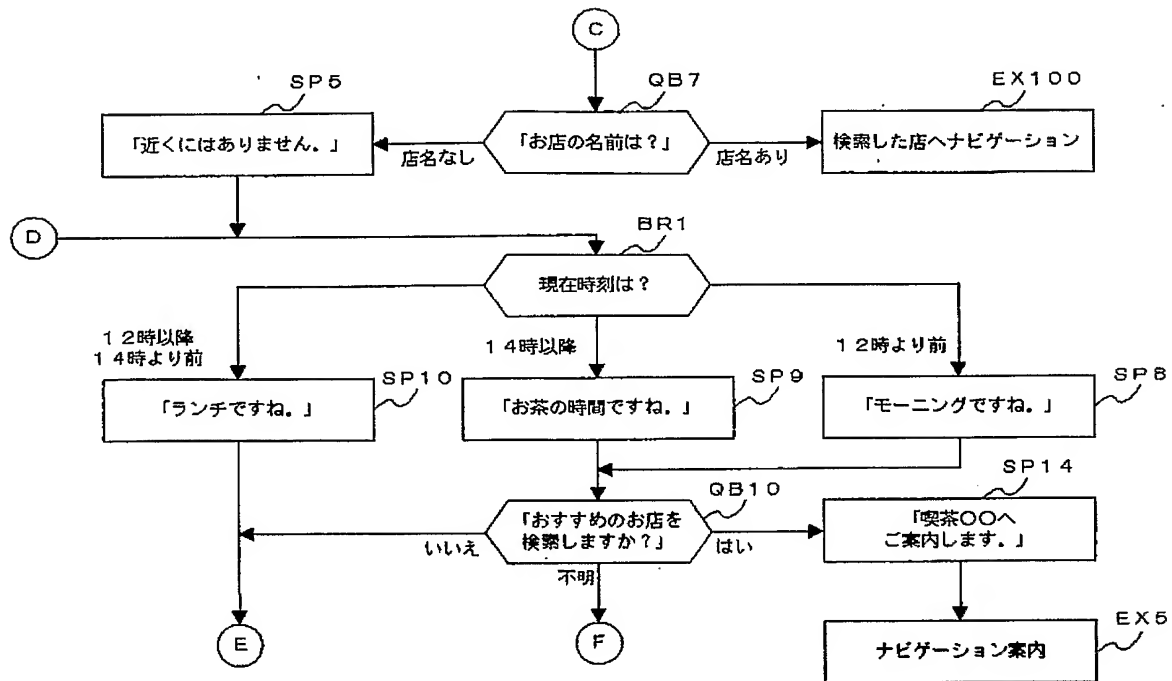 C
SP5
QB7
EX100
「近くにはありません。」
「お店の名前は？」
検索した店へナビゲーション
店名なし
店名あり
D
BR1
現在時刻は？
１２時以降
１４時より前
１４時以降
１２時より前
SP10
SP9
SP8
「ランチですね。」
「お茶の時間ですね。」
「モーニングですね。」
QB10
SP14
「おすすめのお店を
検索しますか？」
いいえ
はい
不明
「喫茶〇〇へ
ご案内します。」
E
F
EX5
ナビゲーション案内